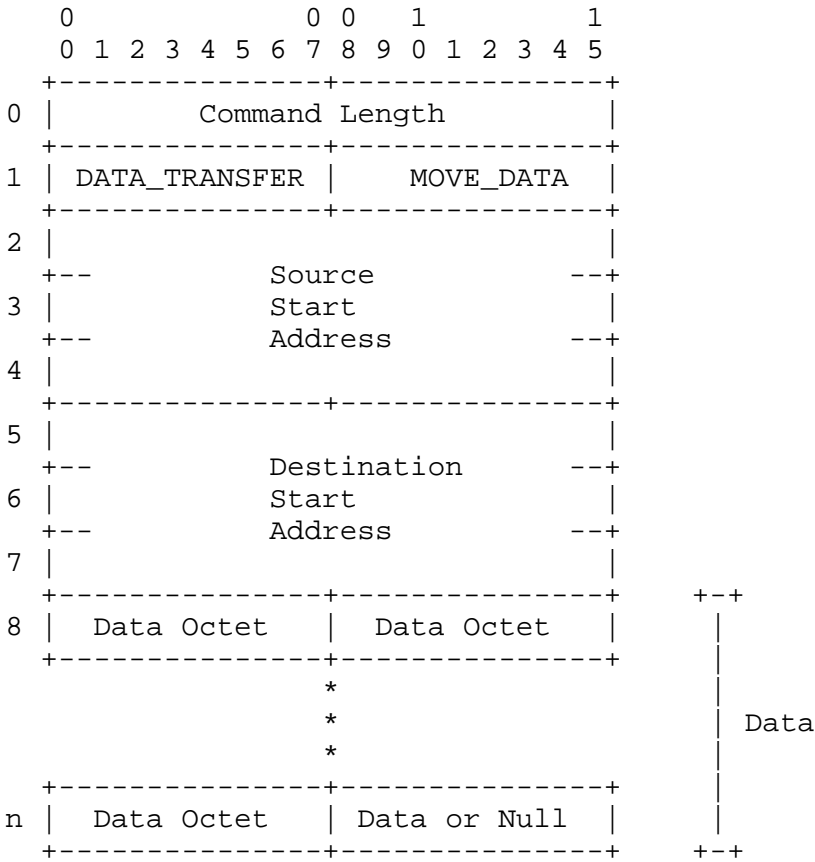 0 0 0 1 1
0 1 2 3 4 5 6 7 8 9 0 1 2 3 4 5
+---------------+---------------+
0 | Command Length |
+---------------+---------------+
1 | DATA_TRANSFER | MOVE_DATA |
+---------------+---------------+
2 | |
+-- Source --+
3 | Start |
+-- Address --+
4 | |
+---------------+---------------+
5 | |
+-- Destination --+
6 | Start |
+-- Address --+
7 | |
+---------------+---------------+ +-+
8 | Data Octet | Data Octet | |
+---------------+---------------+ |
* |
* | Data
* |
+---------------+---------------+ |
n | Data Octet | Data or Null | |
+---------------+---------------+ +-+